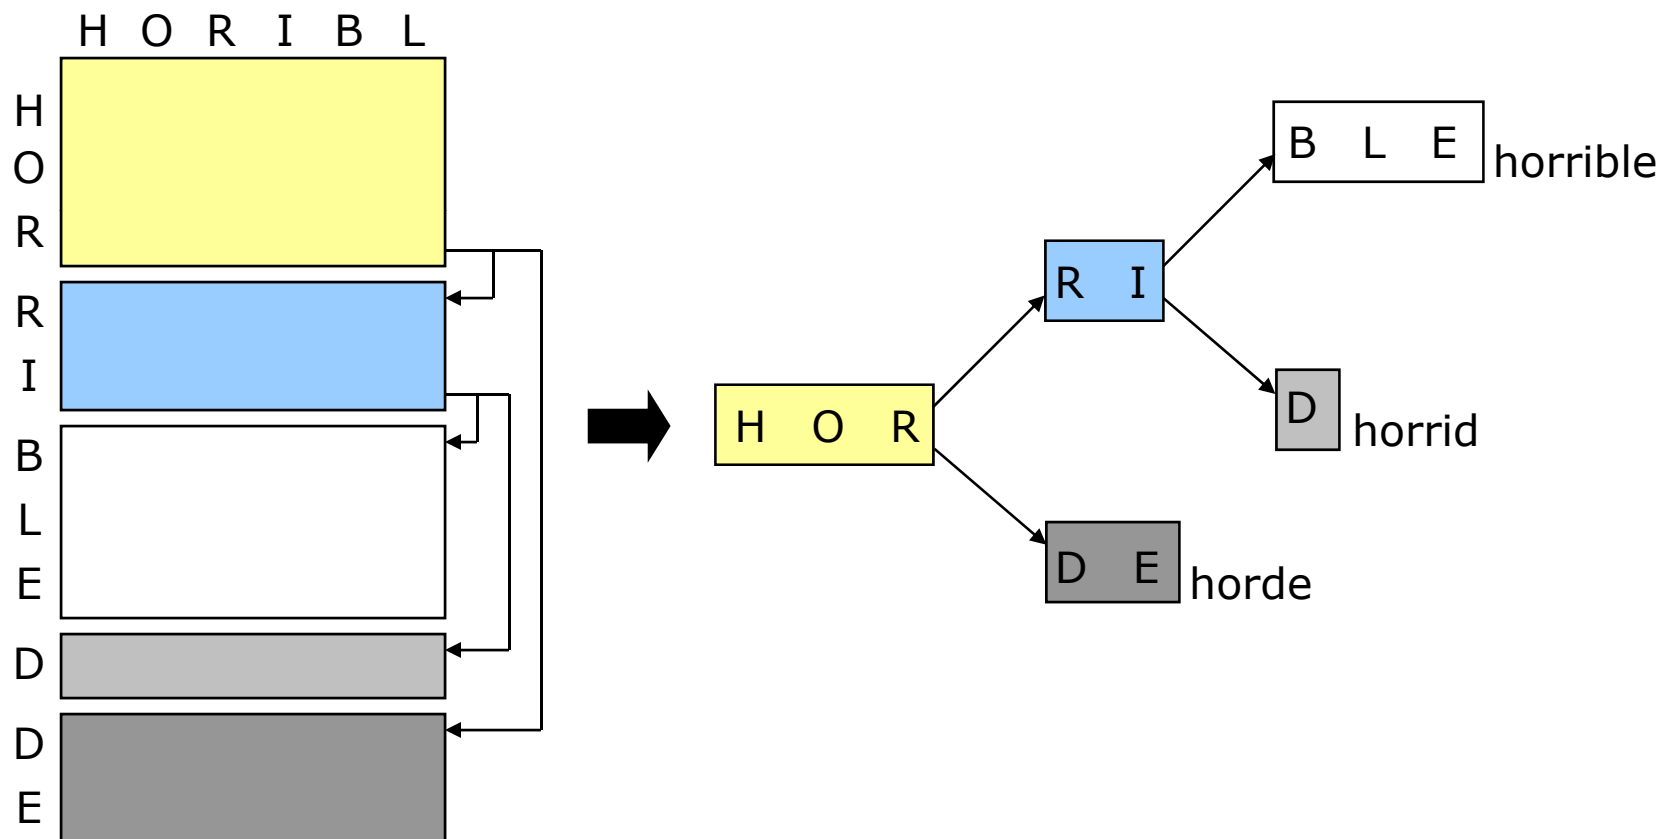 H O R I B L
H
O
R
R
I
B
L
E
D
D
E
H O R
R I
B L E
horrible
D
horrid
D E
horde